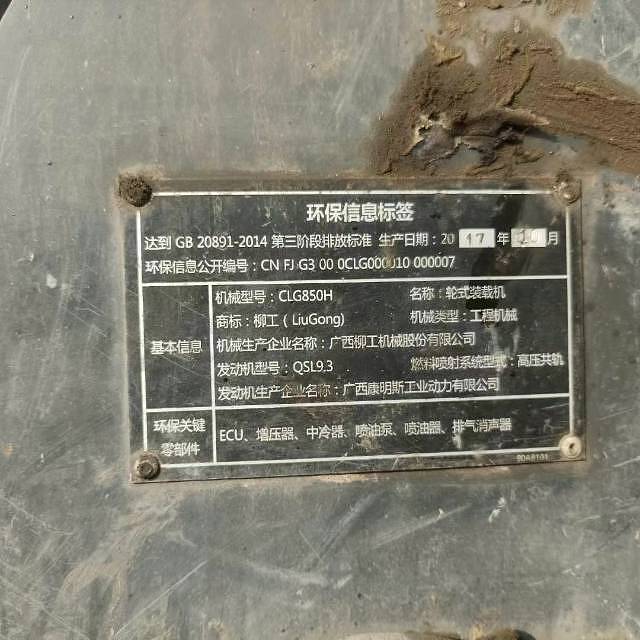 环保信息标签
达到 GB 20891-2014 第三阶段排放标准 生产日期：20 17 年 10 月
环保信息公开编号：CN FJ G3 00 0CLG000010 000007
基本信息
机械型号：CLG850H 名称：轮式装载机
商标：柳工（LiuGong) 机械类型：工程机械
机械生产企业名称：广西柳工机械股份有限公司
发动机型号：QSL9.3 燃料喷射系统型式：高压共轨
发动机生产企业名称：广西康明斯工业动力有限公司
环保关键
零部件
ECU、增压器、中冷器、喷油泵、喷油器、排气消声器